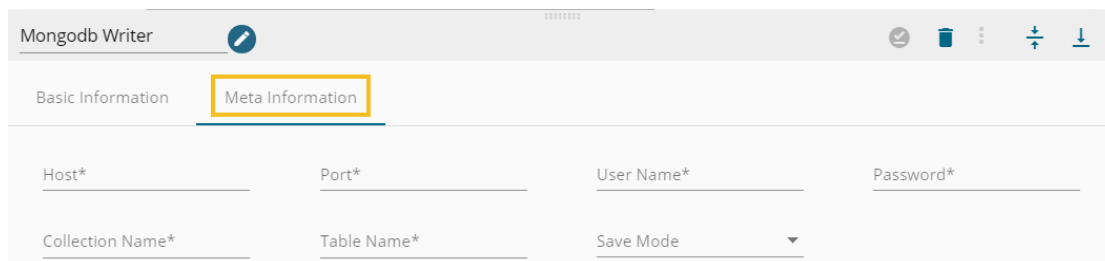 Mongodb Writer
Basic Information Meta Information
Host* Port* User Name* Password*
Collection Name* Table Name* Save Mode